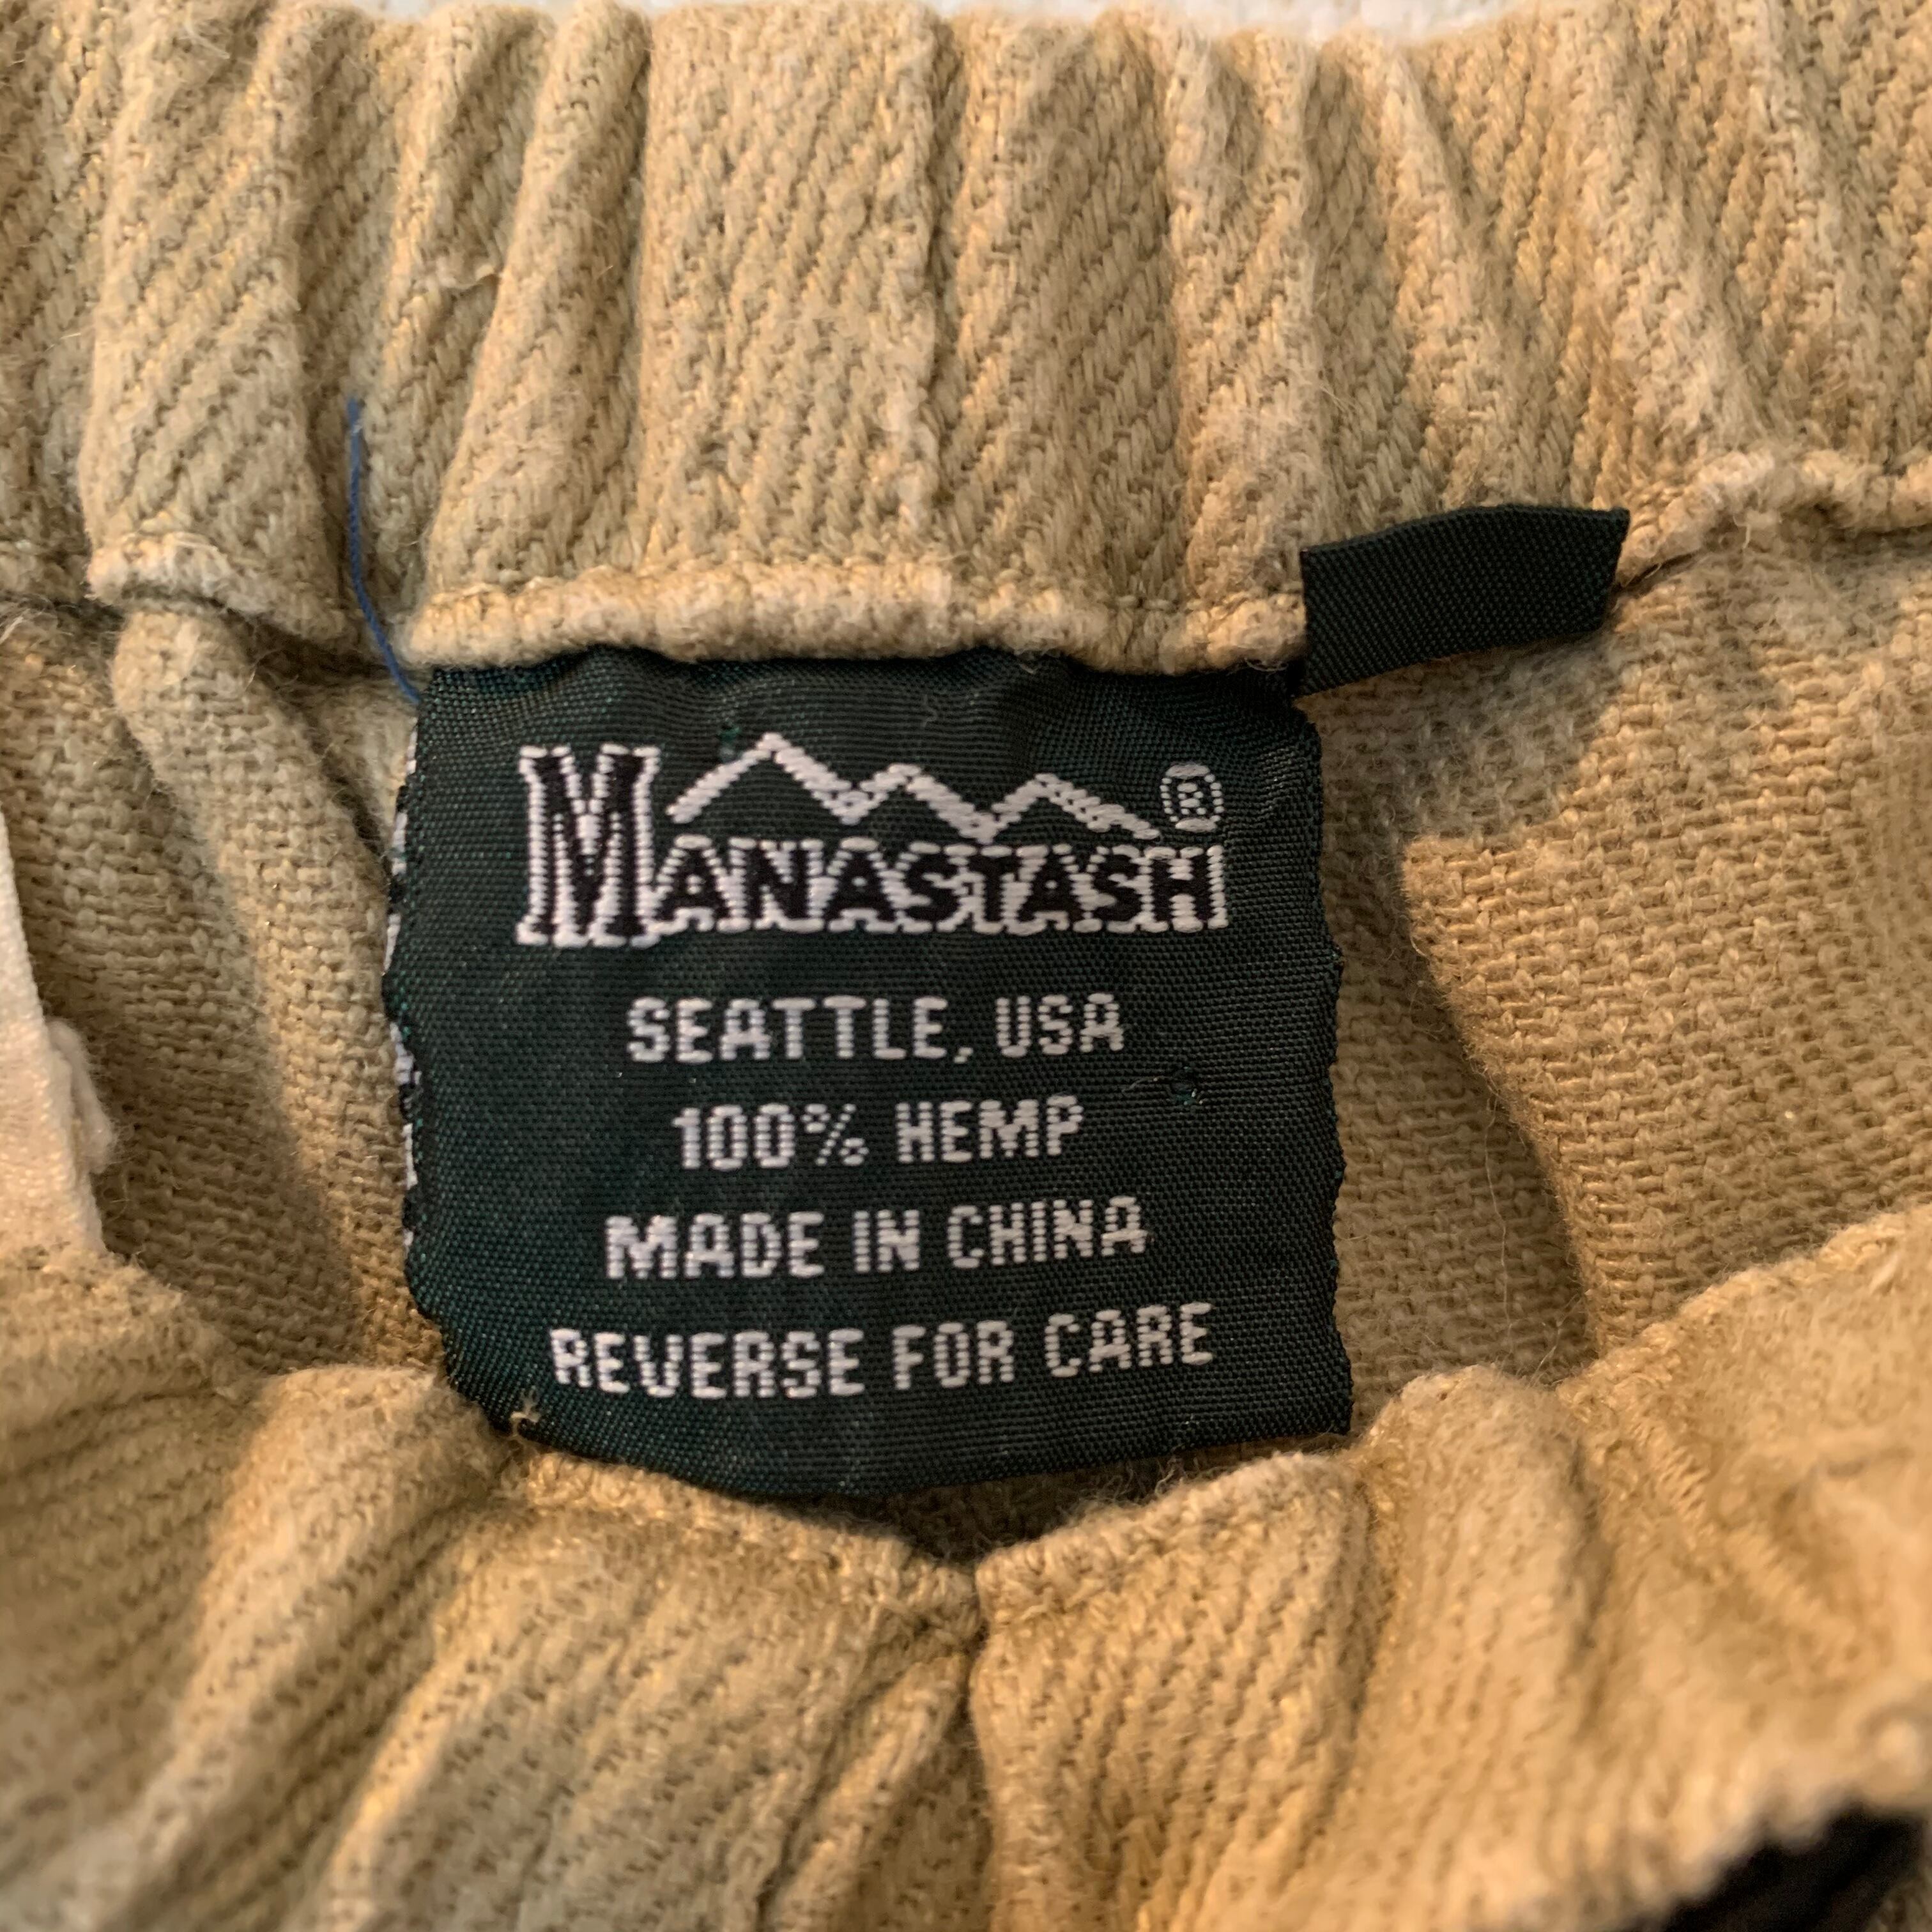 MANASTASH®
SEATTLE, USA
100% HEMP
MADE IN CHINA
REVERSE FOR CARE